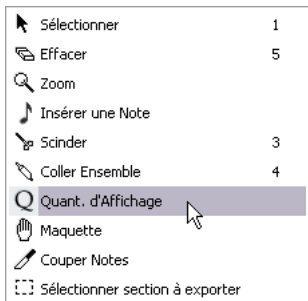 Sélectionner 1
Effacer 5
Zoom
Insérer une Note
Scinder 3
Coller Ensemble 4
Q Quant. d'Affichage
Maquette
Couper Notes
Sélectionner section à exporter